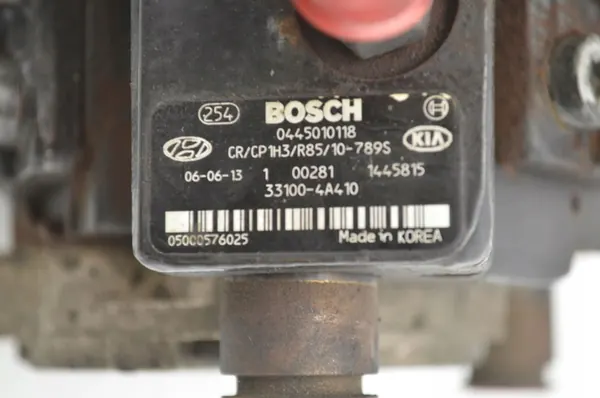 254 BOSCH
0445010118
CR/CP1H3/R85/10-789S KIA
06-06-13 1 00281 1445815
33100-4A410
05000576025 Made in KOREA